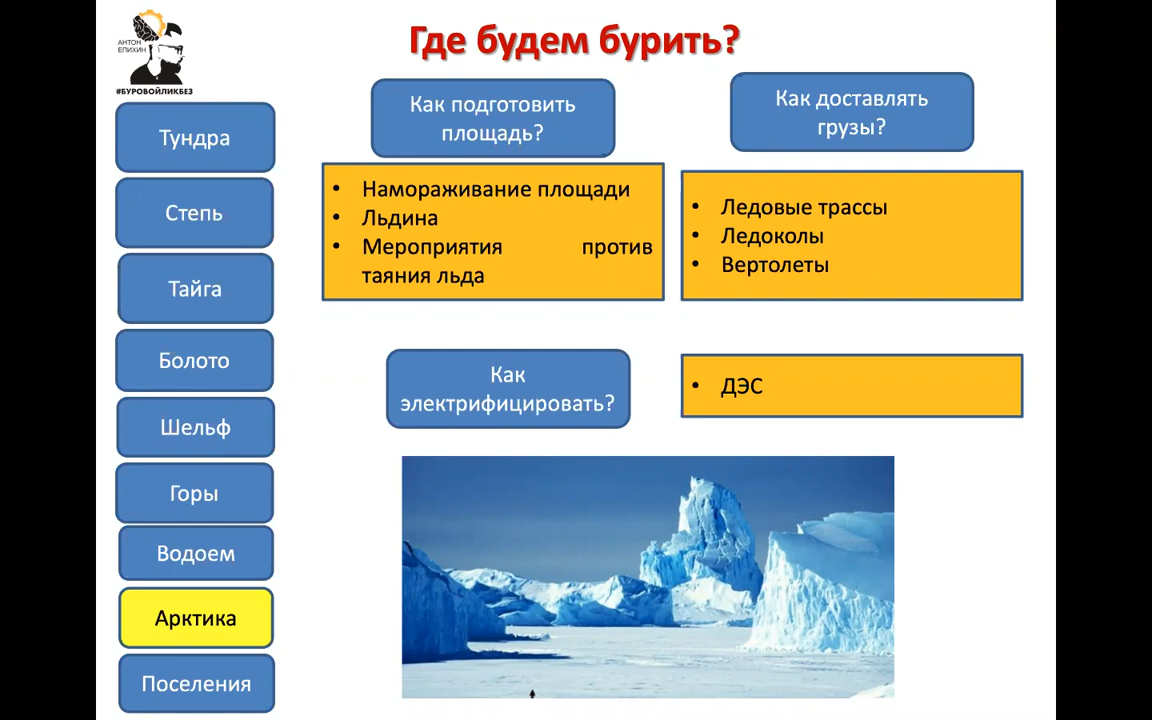 Где будем бурить?
АНТОН
ЕПИХИН
#БУРОВОЙЛИКБЕЗ
Тундра
Степь
Тайга
Болото
Шельф
Горы
Водоем
Арктика
Поселения
Как подготовить
площадь?
• Намораживание площади
• Льдина
• Мероприятия против
таяния льда
Как доставлять
грузы?
• Ледовые трассы
• Ледоколы
• Вертолеты
Как
электрифицировать?
• ДЭС